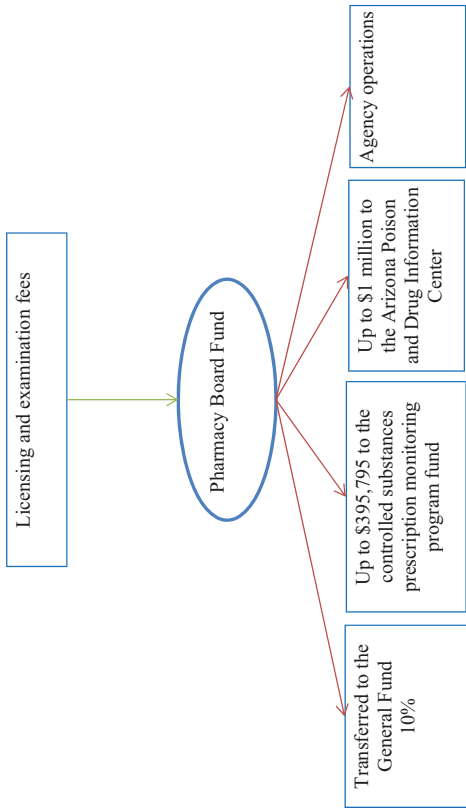 Licensing and examination fees
Pharmacy Board Fund
Transferred to the
General Fund
10%
Up to $395,795 to the
controlled substances
prescription monitoring
program fund
Up to $1 million to
the Arizona Poison
and Drug Information
Center
Agency operations